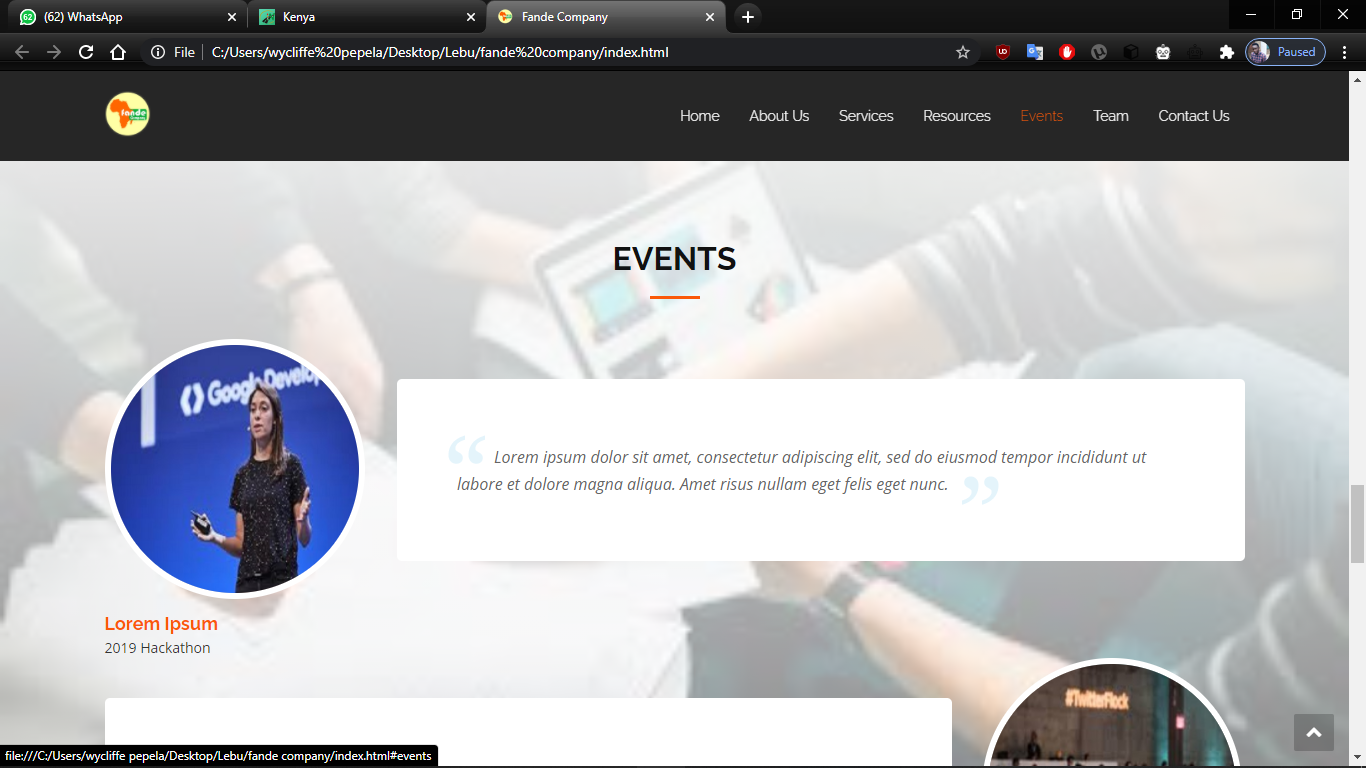 (62) WhatsApp
Kenya
Fande Company
File
C:/Users/wycliffe%20pepela/Desktop/Lebu/fande%20company/index.html
Paused
fande
Home
About Us
Services
Resources
Events
Team
Contact Us
EVENTS
Google Develop
“ Lorem ipsum dolor sit amet, consectetur adipiscing elit, sed do eiusmod tempor incididunt ut
labore et dolore magna aliqua. Amet risus nullam eget felis eget nunc. ”
Lorem Ipsum
2019 Hackathon
#TwitterFlock
file:///C:/Users/wycliffe pepela/Desktop/Lebu/fande company/index.html#events